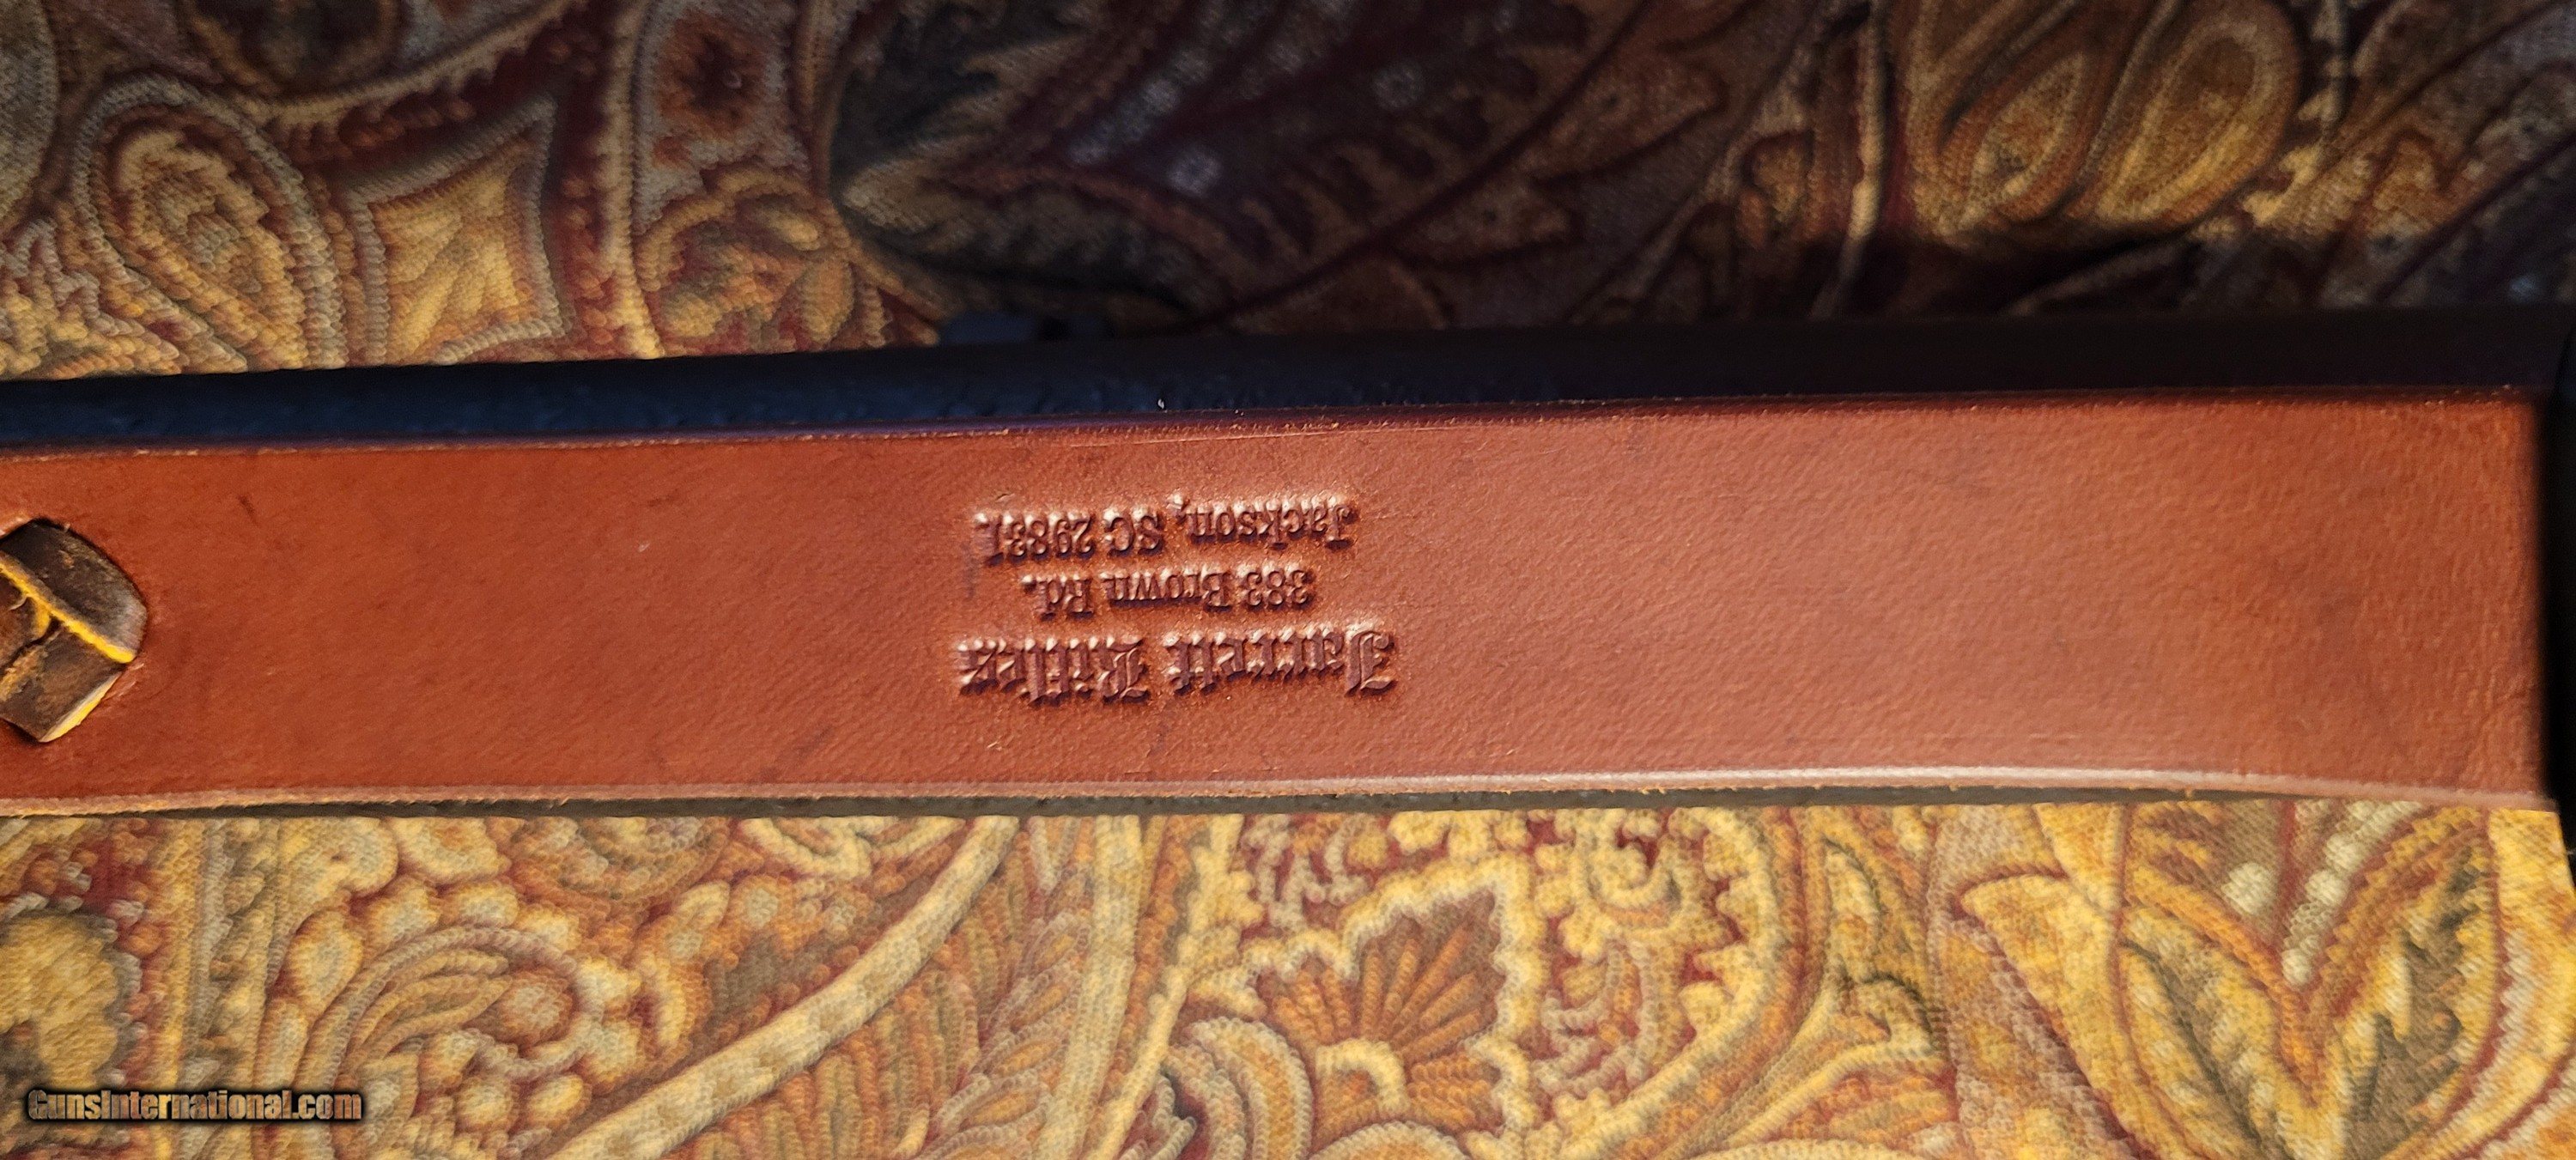 Jarrett Rifles
383 Brown Rd.
Jackson, SC 29831
GunsInternational.com